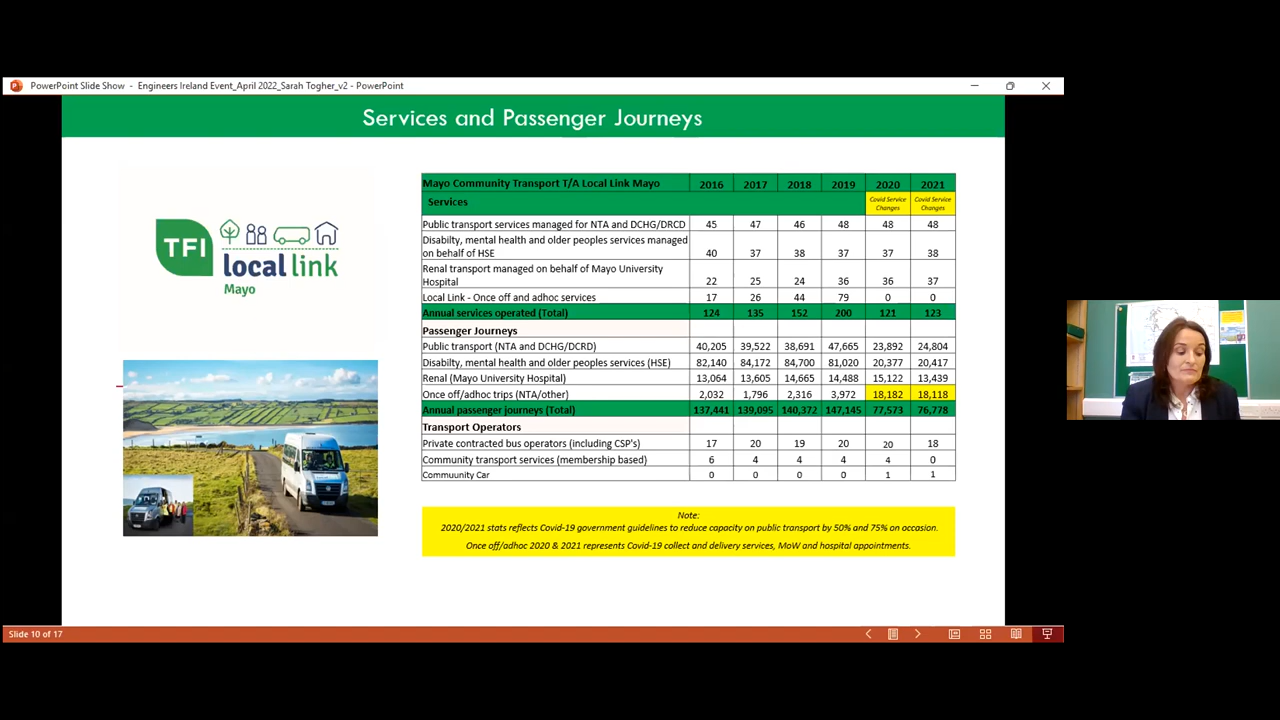 PowerPoint Slide Show - Engineers Ireland Event_April 2022_Sarah Togher_v2 - PowerPoint
Services and Passenger Journeys
TFI
local link
Mayo
Mayo Community Transport T/A Local Link Mayo 2016 2017 2018 2019 2020 2021
Services Covid Service Changes Covid Service Changes
Public transport services managed for NTA and DCHG/DRCD 45 47 46 48 48 48
Disabilty, mental health and older peoples services managed
on behalf of HSE 40 37 38 37 37 38
Renal transport managed on behalf of Mayo University
Hospital 22 25 24 36 36 37
Local Link - Once off and adhoc services 17 26 44 79 0 0
Annual services operated (Total) 124 135 152 200 121 123
Passenger Journeys
Public transport (NTA and DCHG/DCRD) 40,205 39,522 38,691 47,665 23,892 24,804
Disabilty, mental health and older peoples services (HSE) 82,140 84,172 84,700 81,020 20,377 20,417
Renal (Mayo University Hospital) 13,064 13,605 14,665 14,488 15,122 13,439
Once off/adhoc trips (NTA/other) 2,032 1,796 2,316 3,972 18,182 18,118
Annual passenger journeys (Total) 137,441 139,095 140,372 147,145 77,573 76,778
Transport Operators
Private contracted bus operators (including CSP's) 17 20 19 20 20 18
Community transport services (membership based) 6 4 4 4 4 0
Commuunity Car 0 0 0 0 1 1
Note:
2020/2021 stats reflects Covid-19 government guidelines to reduce capacity on public transport by 50% and 75% on occasion.
Once off/adhoc 2020 & 2021 represents Covid-19 collect and delivery services, MoW and hospital appointments.
Slide 10 of 17